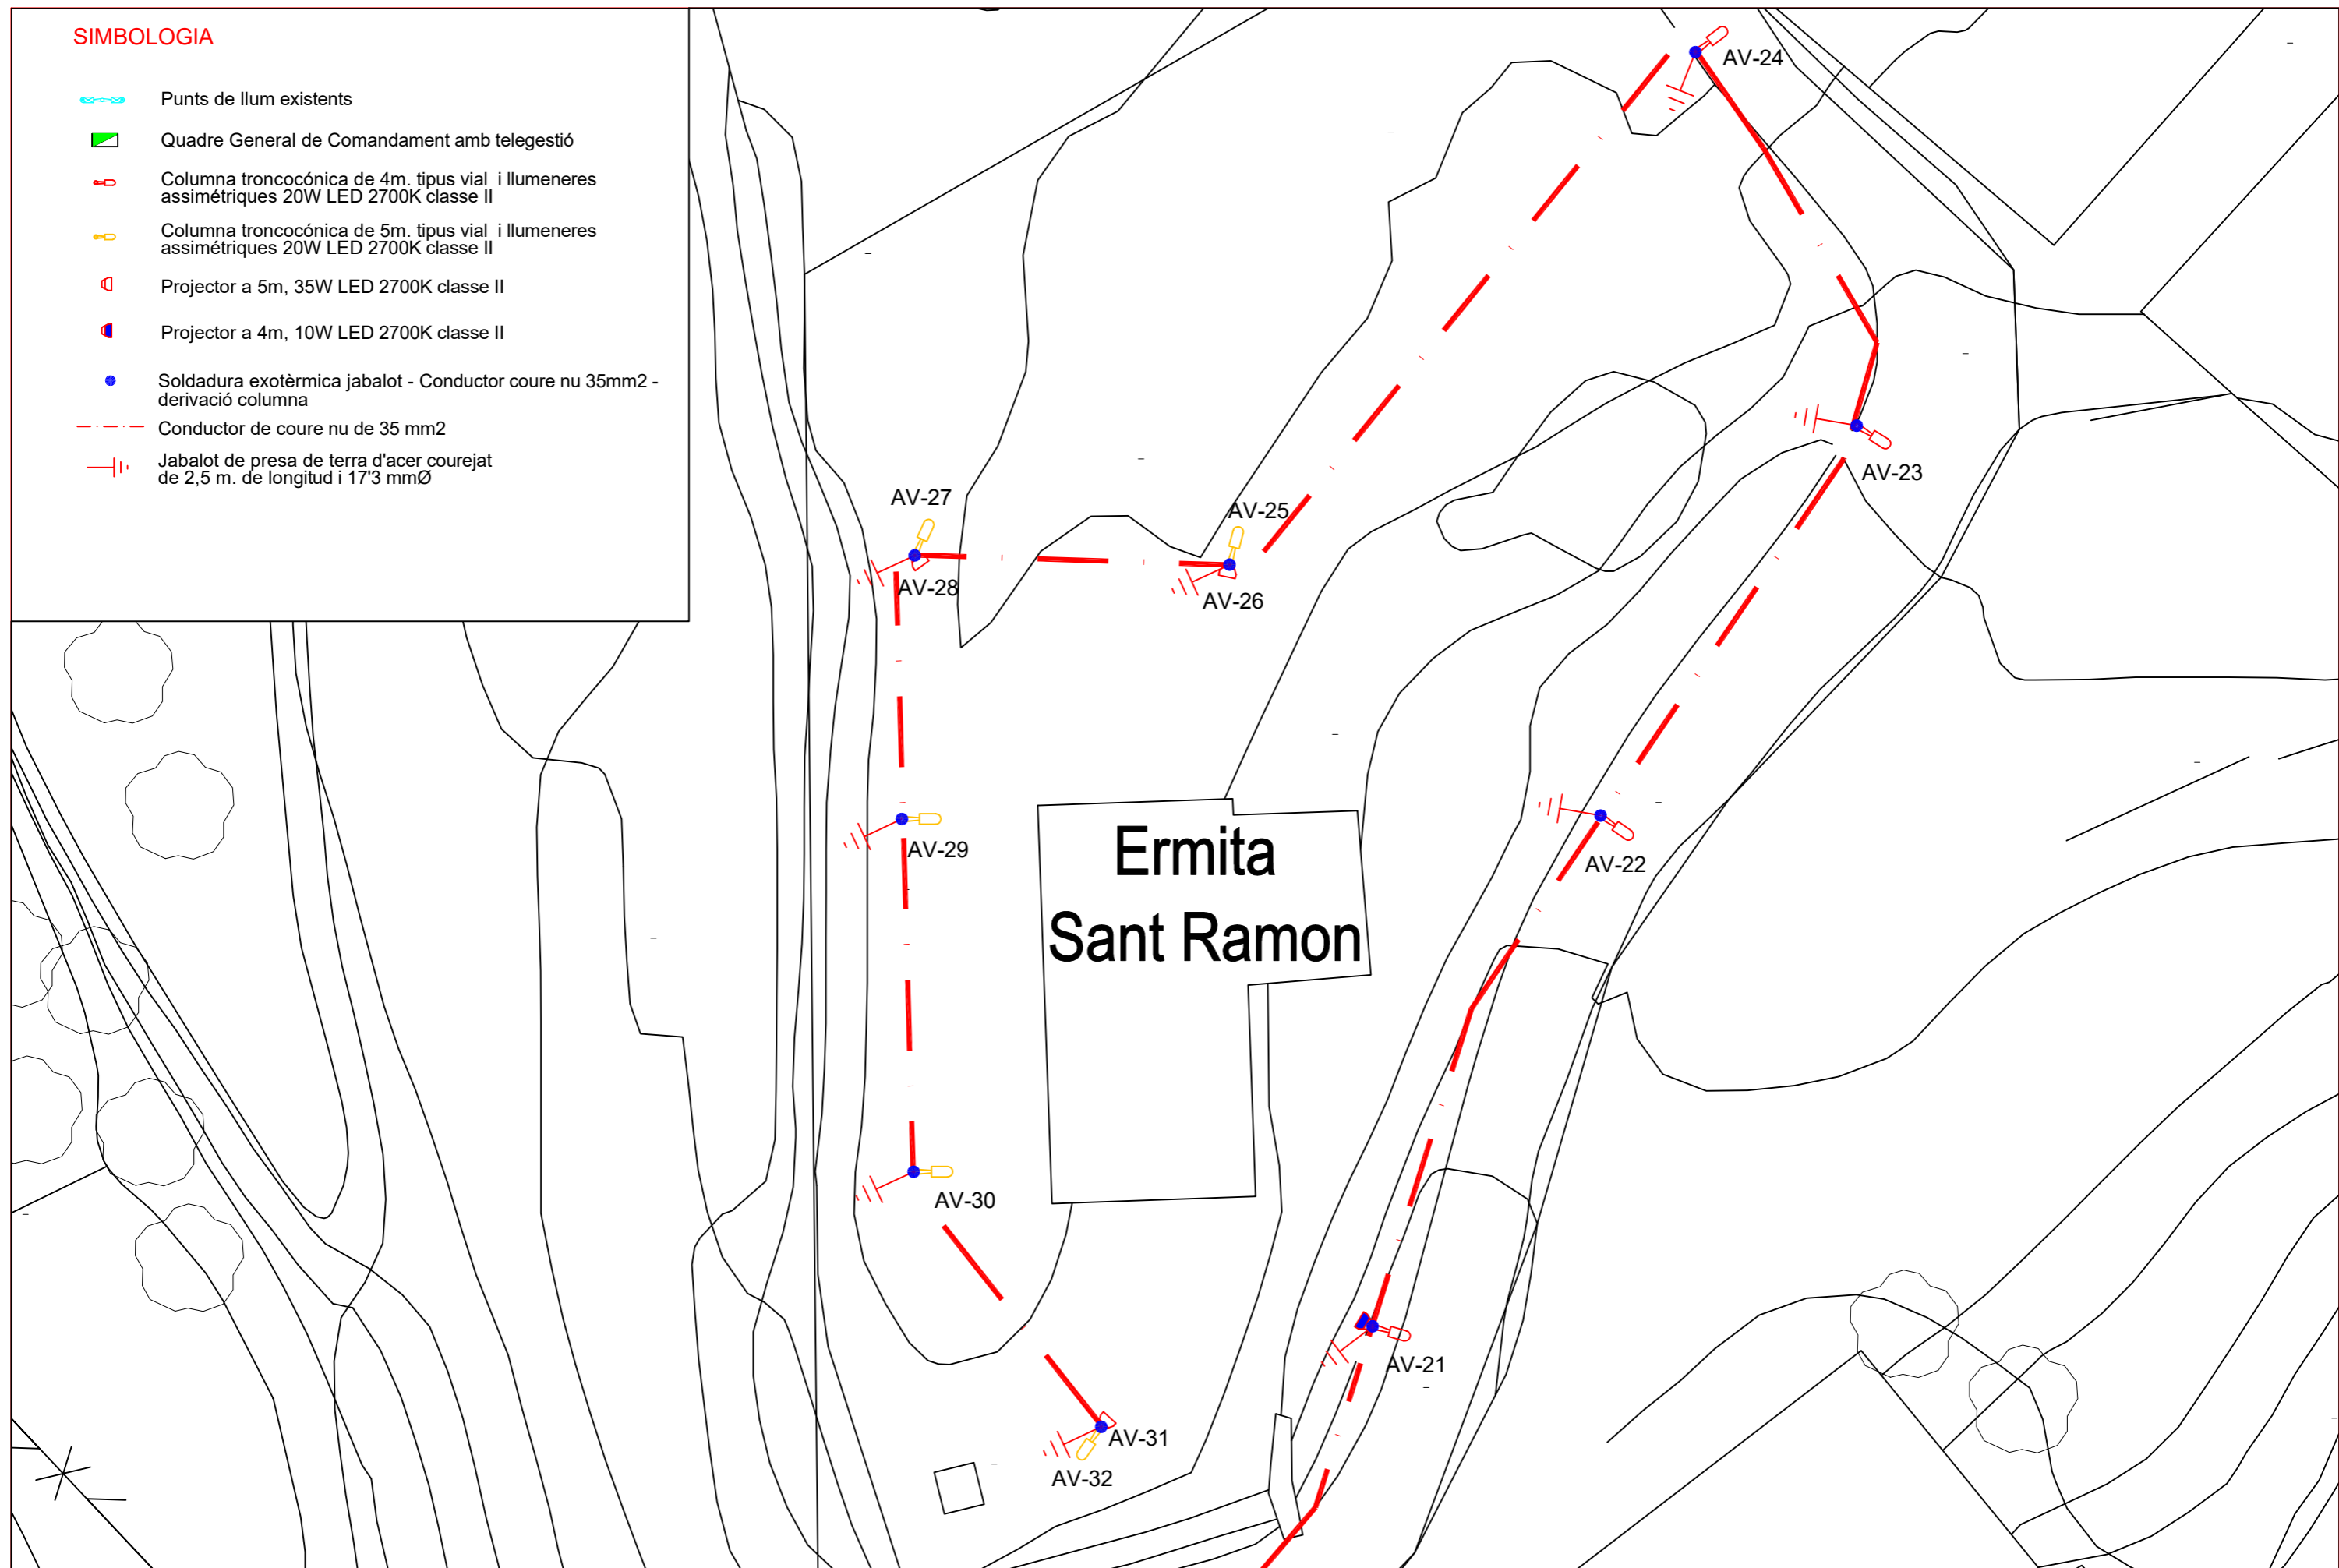 SIMBOLOGIA
Punts de llum existents
Quadre General de Comandament amb telegestió
Columna troncocónica de 4m. tipus vial i llumeneres
assimétriques 20W LED 2700K classe II
Columna troncocónica de 5m. tipus vial i llumeneres
assimétriques 20W LED 2700K classe II
Projector a 5m, 35W LED 2700K classe II
Projector a 4m, 10W LED 2700K classe II
Soldadura exotèrmica jabalot - Conductor coure nu 35mm2 -
derivació columna
Conductor de coure nu de 35 mm2
Jabalot de presa de terra d'acer courejat
de 2,5 m. de longitud i 17'3 mmØ
AV-24
AV-23
AV-27
AV-25
AV-28
AV-26
Ermita
Sant Ramon
AV-29
AV-22
AV-30
AV-21
AV-31
AV-32